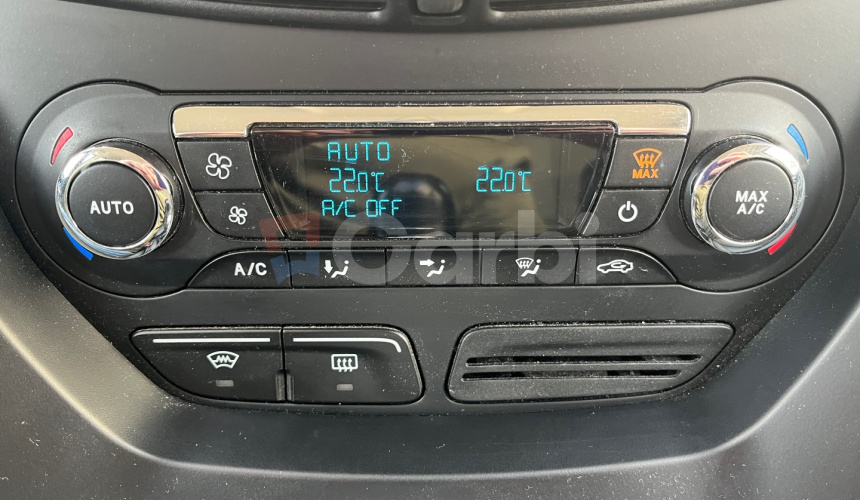 AUTO
22.0°C 22.0°C
A/C OFF
MAX
AUTO
MAX
A/C
A/C
Carbi